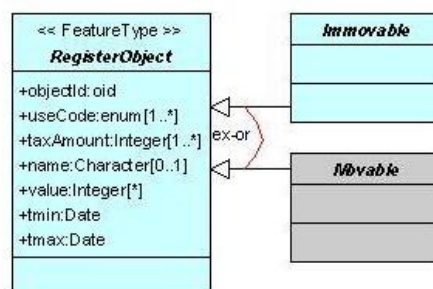 << FeatureType >>
RegisterObject
+objectId:oid
+useCode:enum[1..*]
+taxAmount:Integer[1..*]
+name:Character[0..1]
+value:Integer[*]
+tmin:Date
+tmax:Date
ex-or
Immovable
Movable